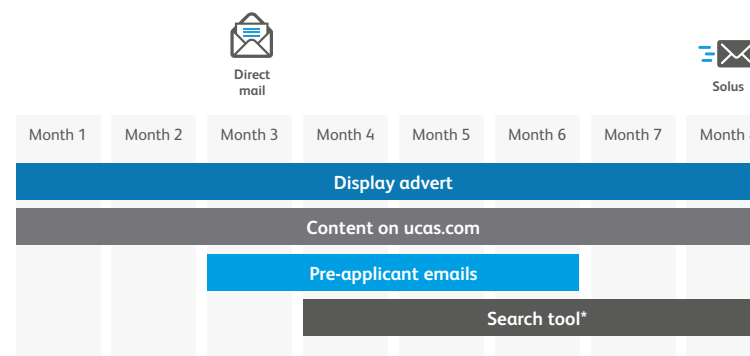 Direct
mail
Solus
Month 1 Month 2 Month 3 Month 4 Month 5 Month 6 Month 7 Month
Display advert
Content on ucas.com
Pre-applicant emails
Search tool*